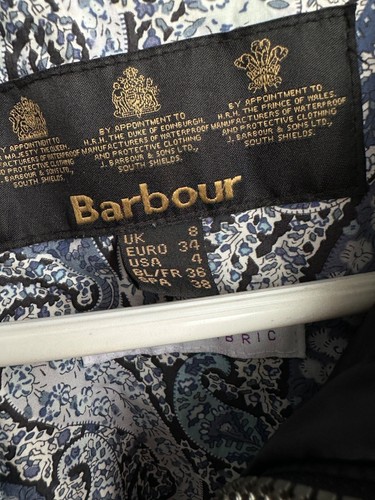 BY APPOINTMENT TO
MAJESTY THE QUEEN,
MANUFACTURERS OF WATERPROOF
AND PROTECTIVE CLOTHING
J. BARBOUR & SONS LTD.,
SOUTH SHIELDS.
BY APPOINTMENT TO
H.R.H. THE DUKE OF EDINBURGH,
MANUFACTURERS OF WATERPROOF
AND PROTECTIVE CLOTHING
J. BARBOUR & SONS LTD.,
SOUTH SHIELDS.
BY APPOINTMENT TO
H.R.H. THE PRINCE OF WALES,
MANUFACTURERS OF WATERPROOF
AND PROTECTIVE CLOTHING
J. BARBOUR & SONS LTD.,
SOUTH SHIELDS.
Barbour
UK 8
EURO 34
USA 4
BL/FR 36
SPA 38
BRIC